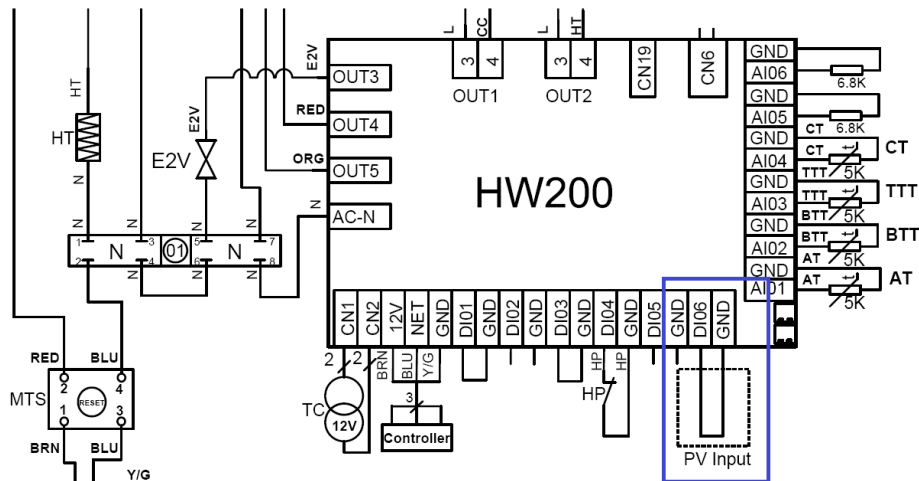 L
CC
L
HT
3
4
3
4
CN19
CN6
OUT1
OUT2
GND
AI06
GND
AI05
GND
AI04
GND
AI03
GND
AI02
GND
AI01
6.8K
6.8K
CT
CT
t
5K
CT
TTT
TTT
t
5K
TTT
BTT
BTT
t
5K
BTT
AT
AT
t
5K
AT
HT
HT
N
E2V
E2V
E2V
N
RED
ORG
N
OUT3
OUT4
OUT5
AC-N
HW200
1
3
5
7
N
01
N
2
4
6
8
N
N
N
CN1
CN2
12V
NET
GND
DI01
GND
DI02
GND
DI03
GND
DI04
GND
DI05
GND
DI06
GND
2
2
BRN
BLU
Y/G
HP
HP
RED
BLU
MTS
2
4
RESET
1
3
BRN
BLU
Y/G
TC
12V
3
Controller
HP
PV Input